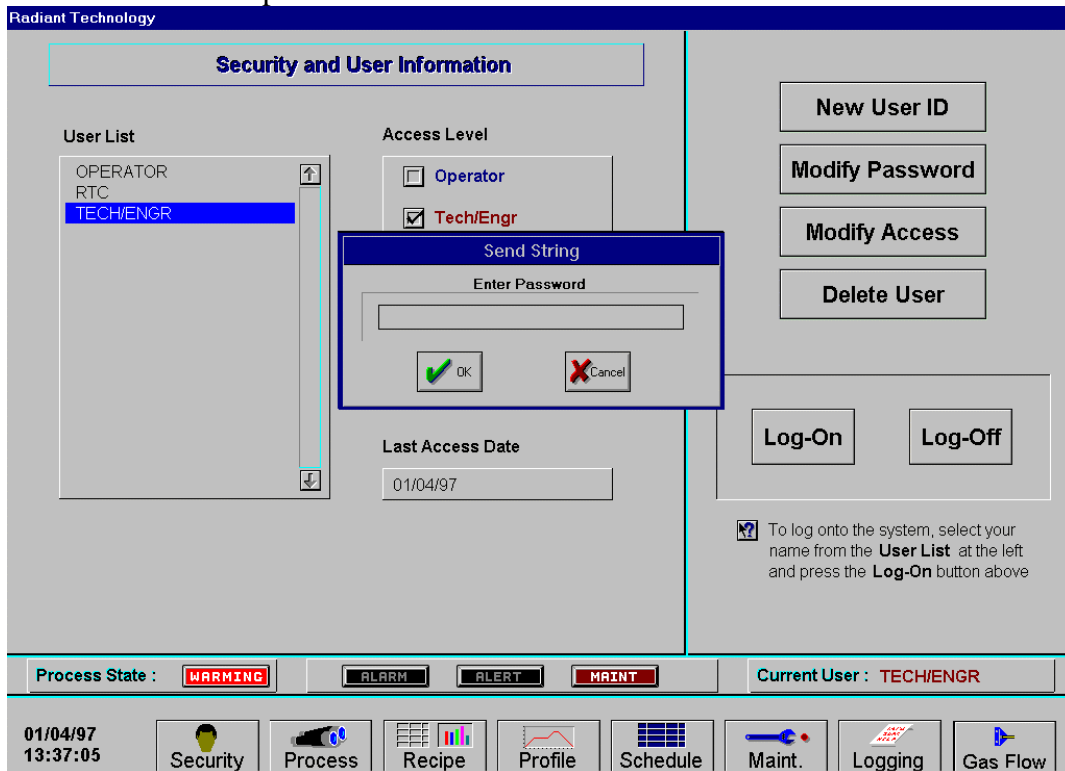 Radiant Technology
Security and User Information
User List
OPERATOR
RTC
TECH/ENGR
Access Level
Operator
Tech/Engr
Send String
Enter Password
OK
Cancel
Last Access Date
01/04/97
New User ID
Modify Password
Modify Access
Delete User
Log-On
Log-Off
To log onto the system, select your
name from the User List at the left
and press the Log-On button above
Process State :
WARMING
ALARM
ALERT
MAINT
Current User : TECH/ENGR
01/04/97
13:37:05
Security
Process
Recipe
Profile
Schedule
Maint.
Logging
Gas Flow